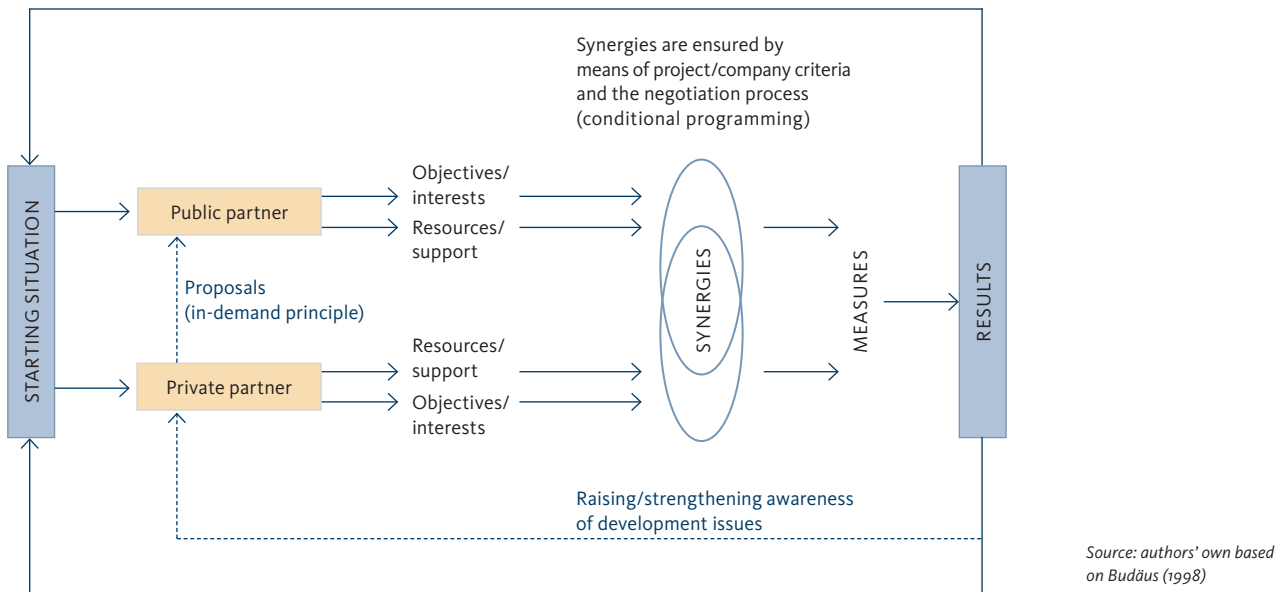 Synergies are ensured by
means of project/company criteria
and the negotiation process
(conditional programming)
STARTING SITUATION
Public partner
Objectives/
interests
Resources/
support
Proposals
(in-demand principle)
Private partner
Resources/
support
Objectives/
interests
SYNERGIES
MEASURES
RESULTS
Raising/strengthening awareness
of development issues
Source: authors' own based
on Budäus (1998)